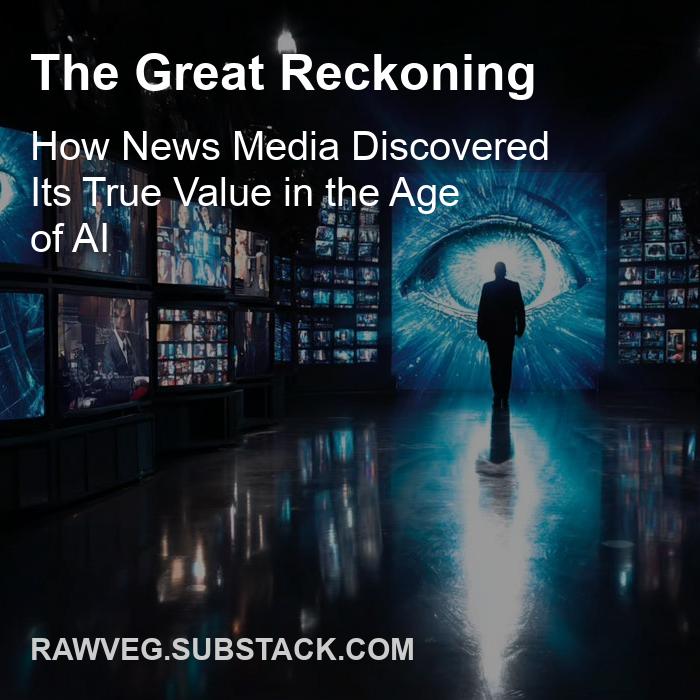 The Great Reckoning
How News Media Discovered
Its True Value in the Age
of AI
RAWVEG.SUBSTACK.COM